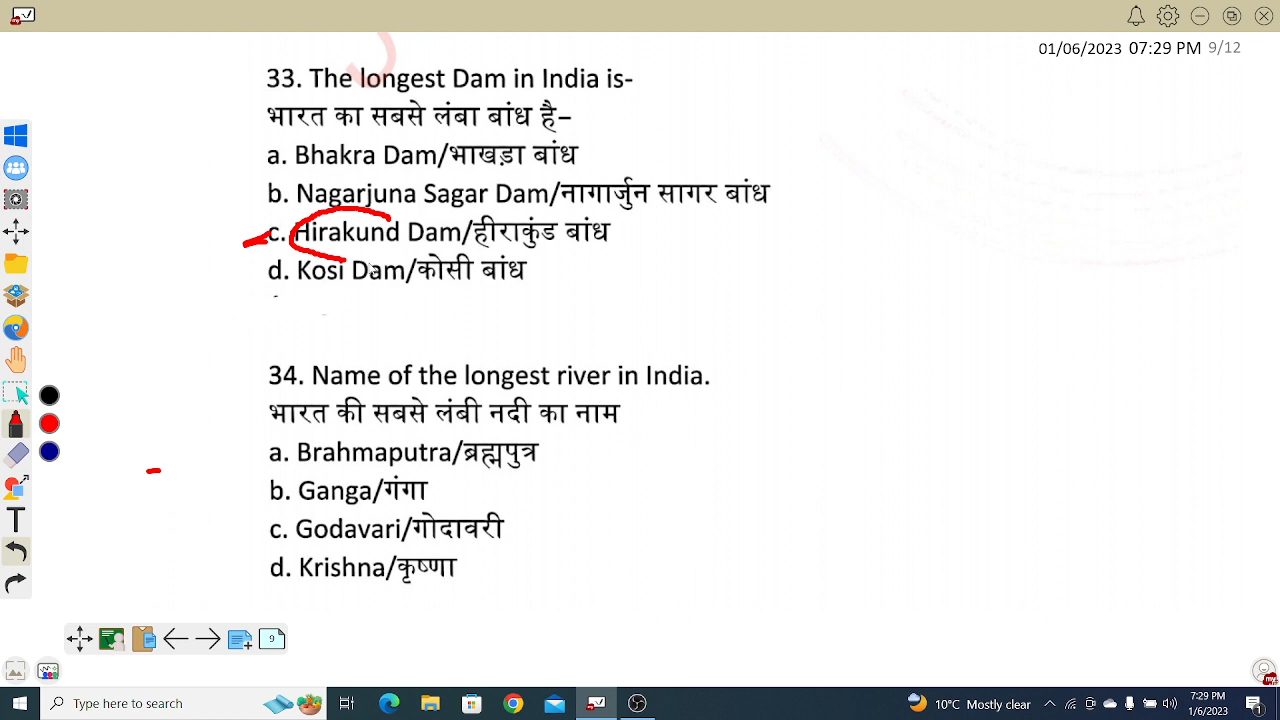 01/06/2023 07:29 PM 9/12
33. The longest Dam in India is-
भारत का सबसे लंबा बांध है–
a. Bhakra Dam/भाखड़ा बांध
b. Nagarjuna Sagar Dam/नागार्जुन सागर बांध
c. Hirakund Dam/हीराकुंड बांध
d. Kosi Dam/कोसी बांध
34. Name of the longest river in India.
भारत की सबसे लंबी नदी का नाम
a. Brahmaputra/ब्रह्मपुत्र
b. Ganga/गंगा
c. Godavari/गोदावरी
d. Krishna/कृष्णा
T
9
Type here to search
10°C Mostly clear
7:29 PM
1/6/2023